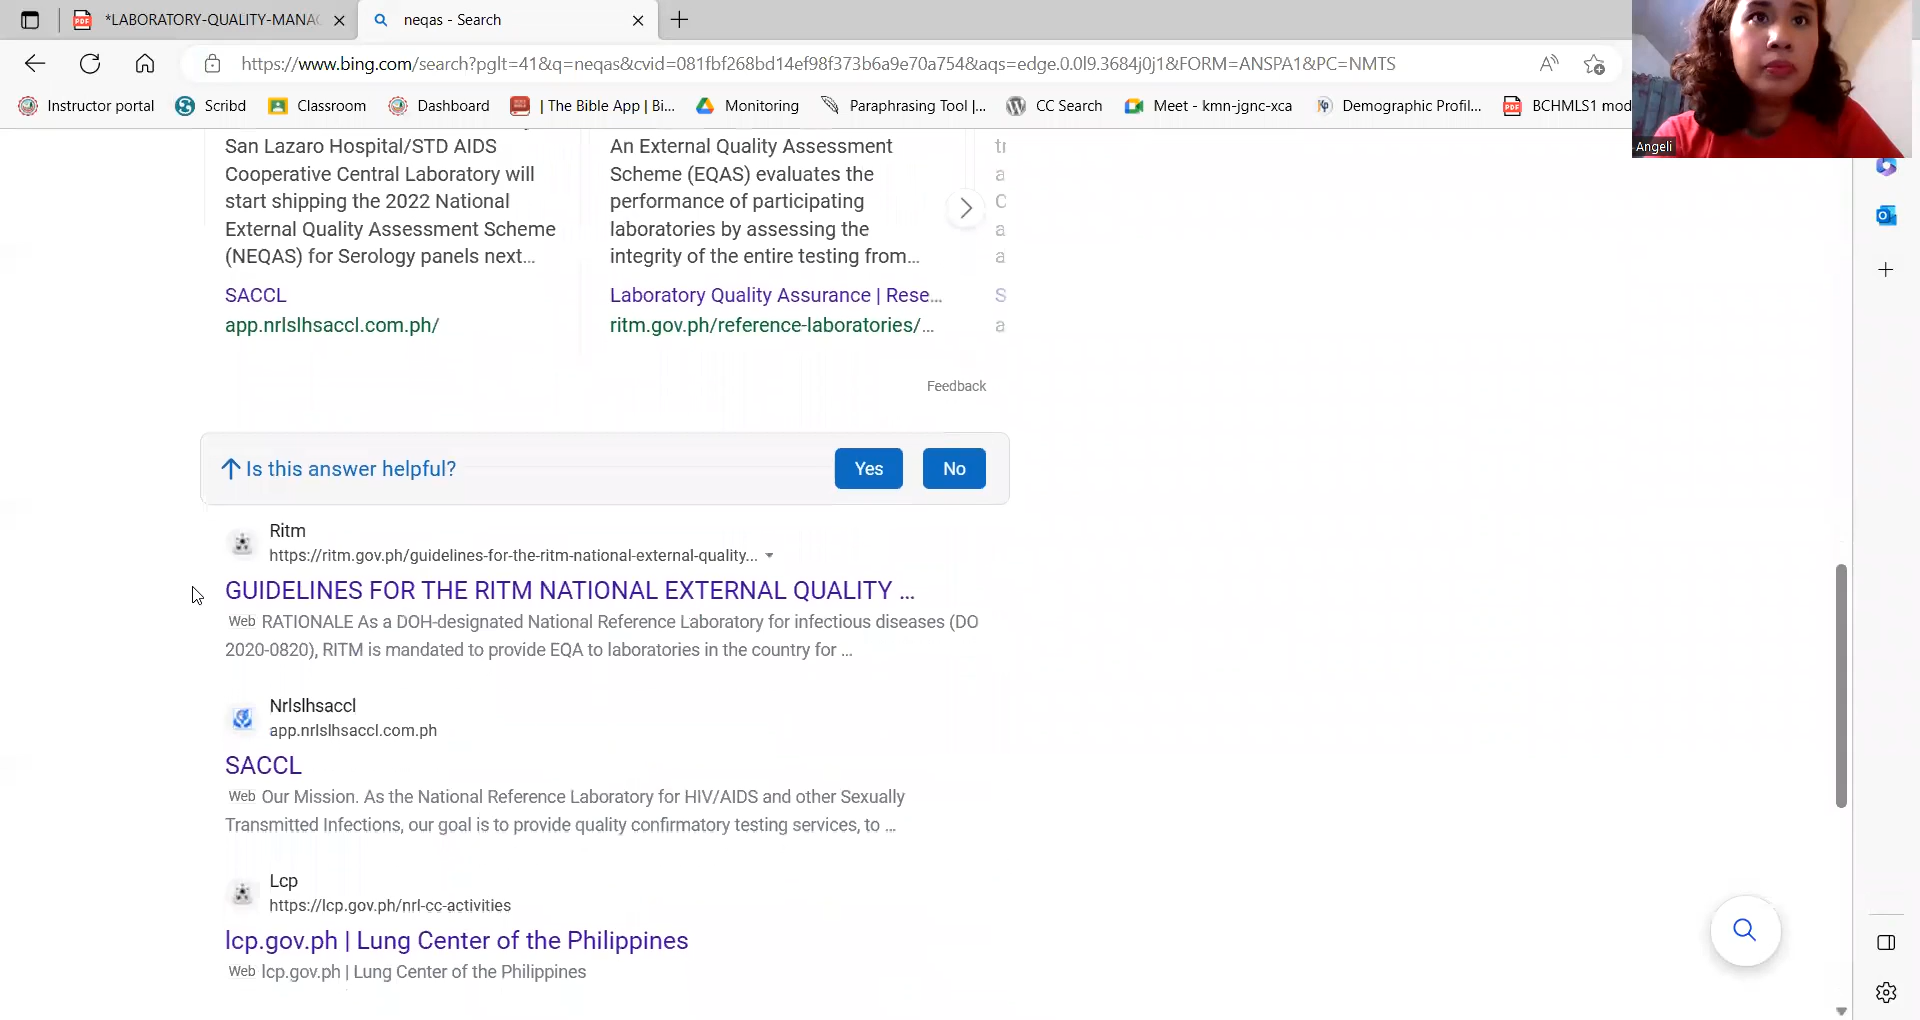 *LABORATORY-QUALITY-MANA
neqas - Search
https://www.bing.com/search?pglt=41&q=neqas&cvid=081fbf268bd14ef98f373b6a9e70a754&aqs=edge.0.0l9.3684j0j1&FORM=ANSPA1&PC=NMTS
Instructor portal
Scribd
Classroom
Dashboard
| The Bible App | Bi...
Monitoring
Paraphrasing Tool |...
CC Search
Meet - kmn-jgnc-xca
Demographic Profil...
BCHMLS1 mod
Angeli
San Lazaro Hospital/STD AIDS
Cooperative Central Laboratory will
start shipping the 2022 National
External Quality Assessment Scheme
(NEQAS) for Serology panels next...
SACCL
app.nrlslhsaccl.com.ph/
An External Quality Assessment
Scheme (EQAS) evaluates the
performance of participating
laboratories by assessing the
integrity of the entire testing from...
Laboratory Quality Assurance | Rese...
ritm.gov.ph/reference-laboratories/...
Feedback
Is this answer helpful?
Yes
No
Ritm
https://ritm.gov.ph/guidelines-for-the-ritm-national-external-quality...
GUIDELINES FOR THE RITM NATIONAL EXTERNAL QUALITY ...
Web RATIONALE As a DOH-designated National Reference Laboratory for infectious diseases (DO
2020-0820), RITM is mandated to provide EQA to laboratories in the country for ...
Nrlslhsaccl
app.nrlslhsaccl.com.ph
SACCL
Web Our Mission. As the National Reference Laboratory for HIV/AIDS and other Sexually
Transmitted Infections, our goal is to provide quality confirmatory testing services, to ...
Lcp
https://lcp.gov.ph/nrl-cc-activities
lcp.gov.ph | Lung Center of the Philippines
Web lcp.gov.ph | Lung Center of the Philippines